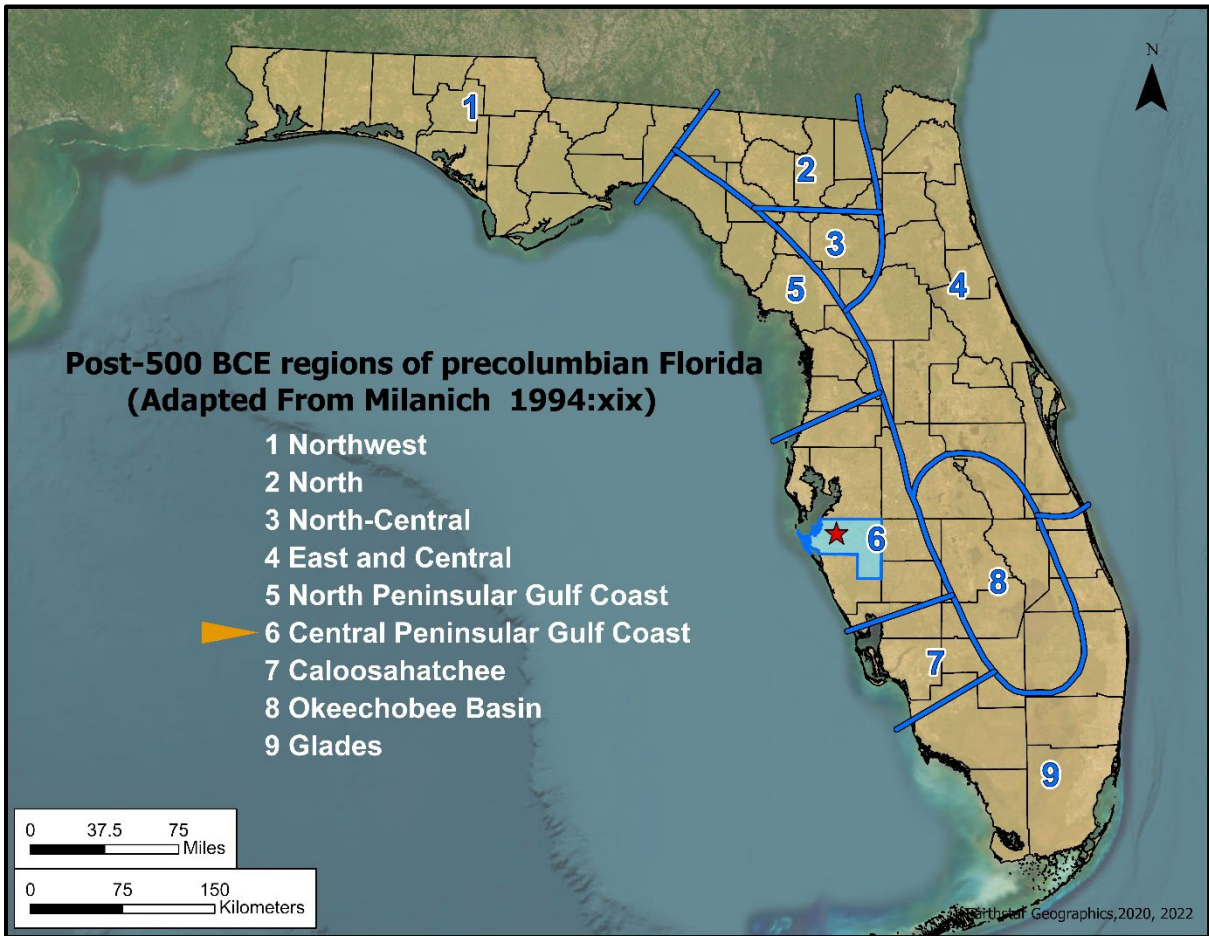 N
1
2
3
4
5
Post-500 BCE regions of precolumbian Florida
(Adapted From Milanich 1994:xix)
1 Northwest
2 North
3 North-Central
4 East and Central
5 North Peninsular Gulf Coast
6 Central Peninsular Gulf Coast
7 Caloosahatchee
8 Okeechobee Basin
9 Glades
6
8
7
9
0 37.5 75
Miles
0 75 150
Kilometers
Earthstar Geographics,2020, 2022